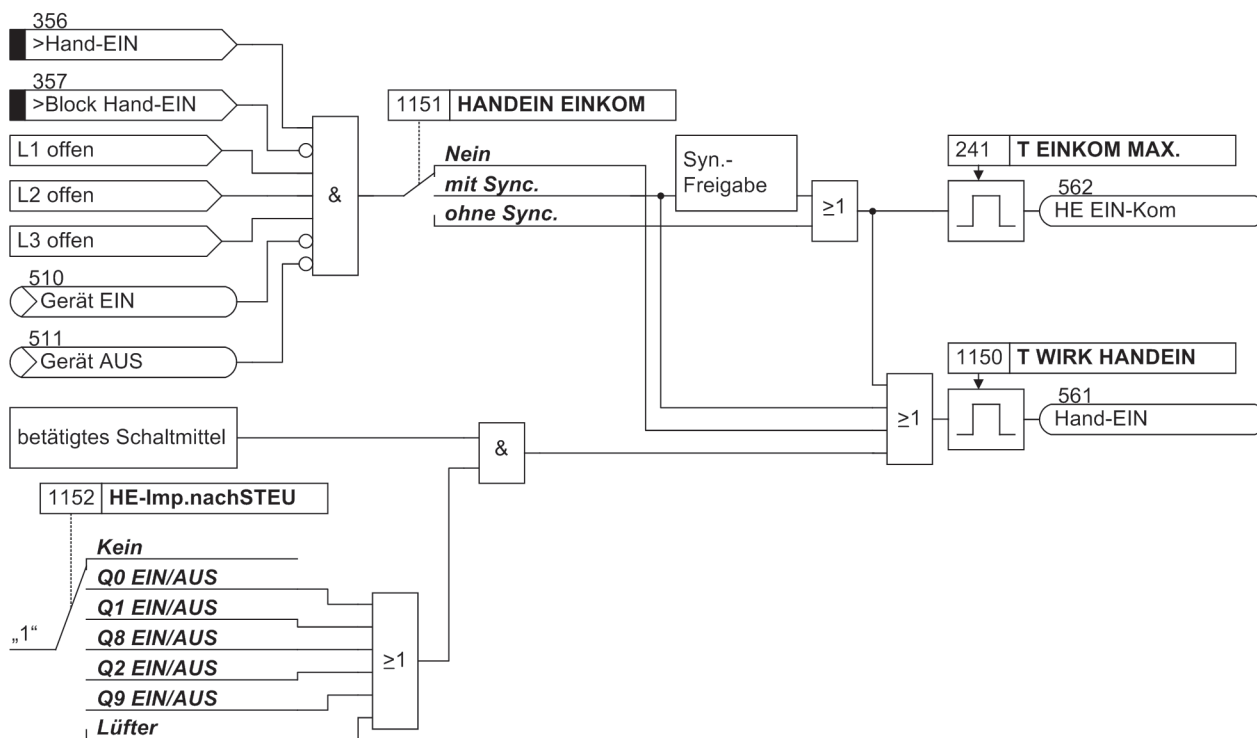 356
>Hand-EIN
357
>Block Hand-EIN
L1 offen
L2 offen
L3 offen
510
Gerät EIN
511
Gerät AUS
&
1151 HANDEIN EINKOM
Nein
mit Sync.
ohne Sync.
Syn.-
Freigabe
≥1
241 T EINKOM MAX.
562
HE EIN-Kom
1150 T WIRK HANDEIN
≥1
561
Hand-EIN
betätigtes Schaltmittel
&
1152 HE-Imp.nachSTEU
Kein
Q0 EIN/AUS
Q1 EIN/AUS
Q8 EIN/AUS
Q2 EIN/AUS
Q9 EIN/AUS
Lüfter
„1“
≥1